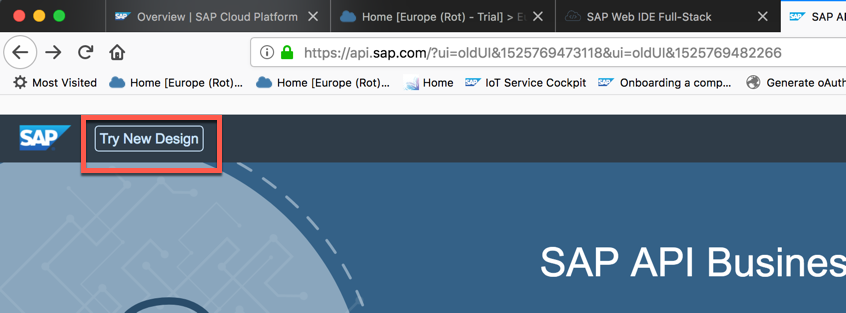 Overview | SAP Cloud Platform
Home [Europe (Rot) - Trial] > E
SAP Web IDE Full-Stack
SAP AP
https://api.sap.com/?ui=oldUI&1525769473118&ui=oldUI&1525769482266
Most Visited
Home [Europe (Rot)...
Home [Europe (Rot)...
Home
IoT Service Cockpit
Onboarding a comp...
Generate oAuth
SAP
Try New Design
SAP API Busines